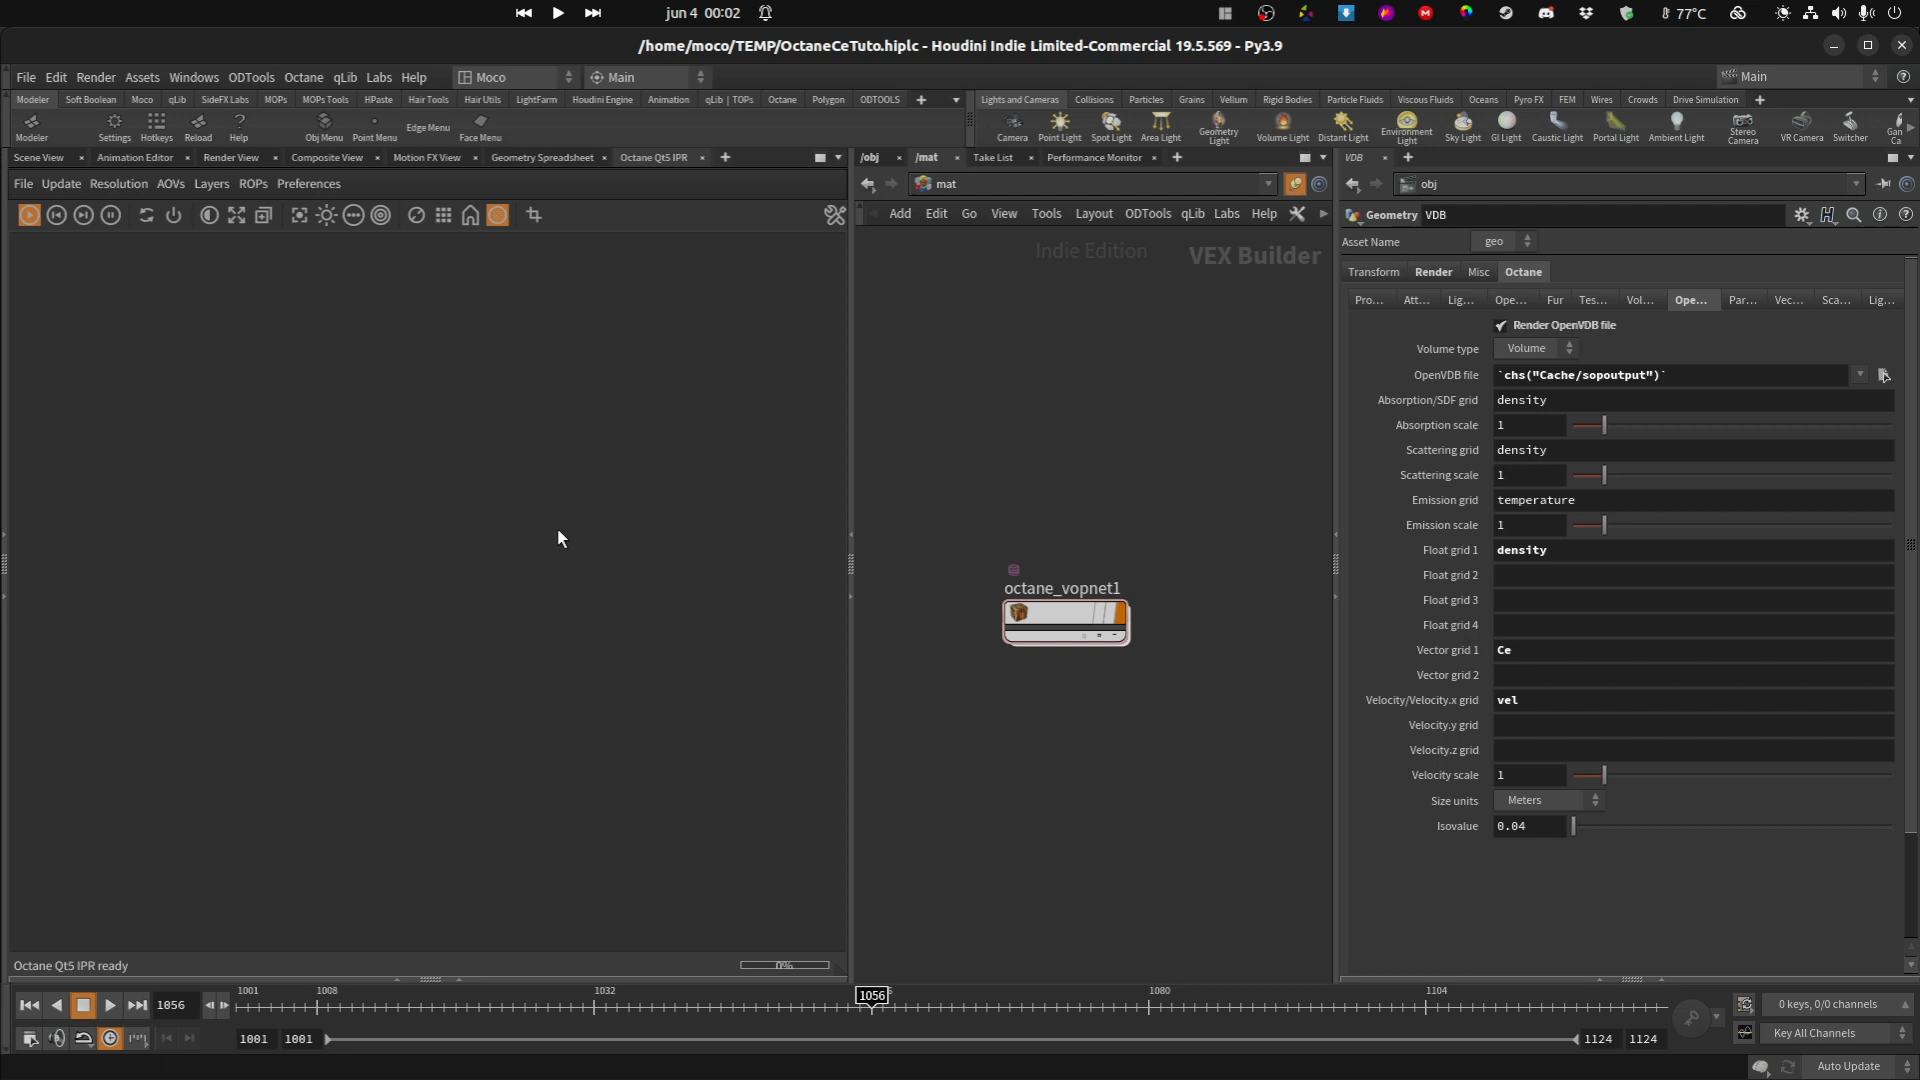 jun 4 00:02
77°C
/home/moco/TEMP/OctaneCeTuto.hiplc - Houdini Indie Limited-Commercial 19.5.569 - Py3.9
File Edit Render Assets Windows ODTools Octane qLib Labs Help Moco Main Main
Modeler Soft Boolean Moco qLib SideFX Labs MOPs MOPs Tools HPaste Hair Tools Hair Utils LightFarm Houdini Engine Animation qLib | TOPs Octane Polygon ODTOOLS
Lights and Cameras Collisions Particles Grains Vellum Rigid Bodies Particle Fluids Viscous Fluids Oceans Pyro FX FEM Wires Crowds Drive Simulation
Modeler Settings Hotkeys Reload Help Obj Menu Point Menu Edge Menu Face Menu
Camera Point Light Spot Light Area Light Geometry Light Volume Light Distant Light Environment Light Sky Light GI Light Caustic Light Portal Light Ambient Light Stereo Camera VR Camera Switcher Gan Ca
Scene View Animation Editor Render View Composite View Motion FX View Geometry Spreadsheet Octane Qt5 IPR
/obj /mat Take List Performance Monitor
VDB
File Update Resolution AOVs Layers ROPs Preferences
mat
obj
Add Edit Go View Tools Layout ODTools qLib Labs Help
Geometry VDB
Indie Edition VEX Builder
Asset Name geo
Transform Render Misc Octane
Pro... Att... Lig... Ope... Fur Tes... Vol... Ope... Par... Vec... Sca... Lig...
Render OpenVDB file
Volume type Volume
OpenVDB file `chs("Cache/sopoutput")`
Absorption/SDF grid density
Absorption scale 1
Scattering grid density
Scattering scale 1
Emission grid temperature
Emission scale 1
Float grid 1 density
Float grid 2
Float grid 3
Float grid 4
Vector grid 1 Ce
Vector grid 2
Velocity/Velocity.x grid vel
Velocity.y grid
Velocity.z grid
Velocity scale 1
Size units Meters
Isovalue 0.04
octane_vopnet1
Octane Qt5 IPR ready
0%
1056
1001 1008 1032 1056 1080 1104
0 keys, 0/0 channels
1001 1001 1124 1124
Key All Channels
Auto Update